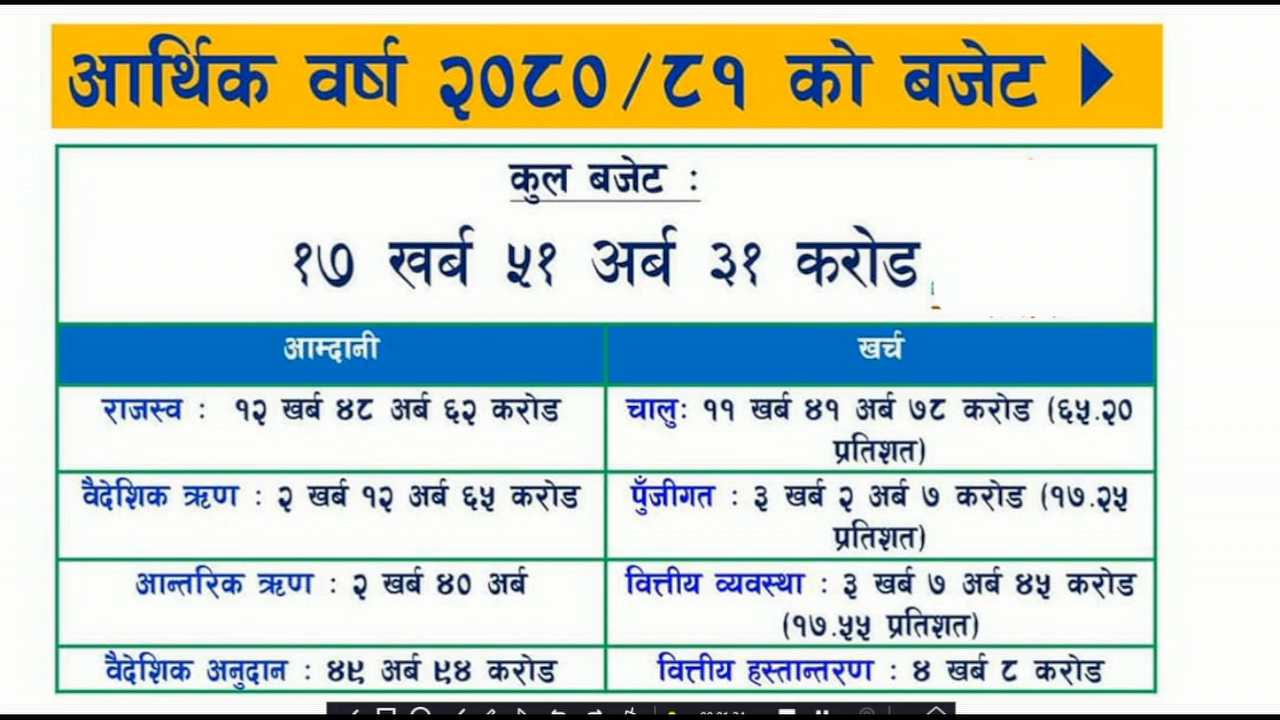 आर्थिक वर्ष २०८०/८१ को बजेट
कुल बजेट :
१७ खर्ब ५१ अर्ब ३१ करोड
आम्दानी
खर्च
राजस्व : १२ खर्ब ४८ अर्ब ६२ करोड
चालु: ११ खर्ब ४१ अर्ब ७८ करोड (६५.२०
प्रतिशत)
वैदेशिक ऋण : २ खर्ब १२ अर्ब ६५ करोड
पुँजीगत : ३ खर्ब २ अर्ब ७ करोड (१७.२५
प्रतिशत)
आन्तरिक ऋण : २ खर्ब ४० अर्ब
वित्तीय व्यवस्था : ३ खर्ब ७ अर्ब ४५ करोड
(१७.५५ प्रतिशत)
वैदेशिक अनुदान : ४९ अर्ब ९४ करोड
वित्तीय हस्तान्तरण : ४ खर्ब ८ करोड